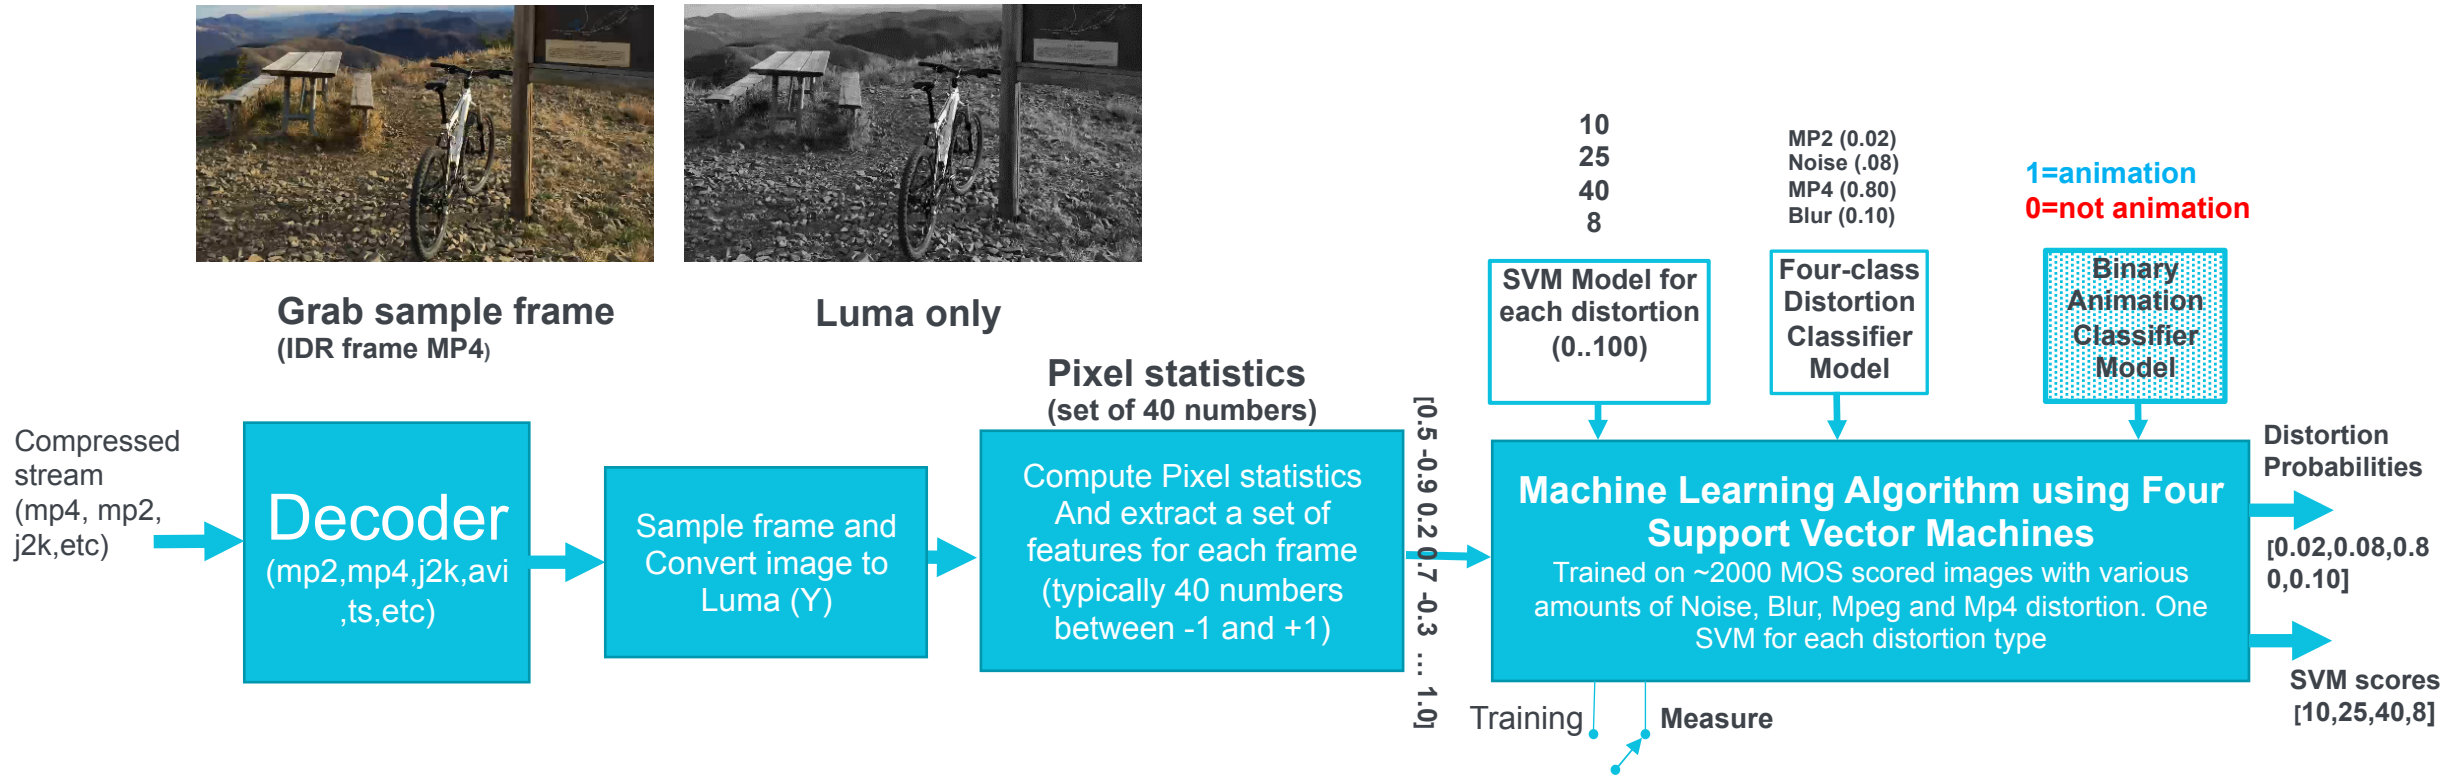 Grab sample frame
(IDR frame MP4)
Luma only
Pixel statistics
(set of 40 numbers)
10
25
40
8
MP2 (0.02)
Noise (.08)
MP4 (0.80)
Blur (0.10)
1=animation
0=not animation
SVM Model for
each distortion
(0..100)
Four-class
Distortion
Classifier
Model
Binary
Animation
Classifier
Model
Compressed
stream
(mp4, mp2,
j2k,etc)
Decoder
(mp2,mp4,j2k,avi
,ts,etc)
Sample frame and
Convert image to
Luma (Y)
Compute Pixel statistics
And extract a set of
features for each frame
(typically 40 numbers
between -1 and +1)
[0.5 -0.9 0.2 0.7 -0.3 ... 1.0]
Machine Learning Algorithm using Four
Support Vector Machines
Trained on ~2000 MOS scored images with various
amounts of Noise, Blur, Mpeg and Mp4 distortion. One
SVM for each distortion type
Training
Measure
Distortion
Probabilities
[0.02,0.08,0.8
0,0.10]
SVM scores
[10,25,40,8]